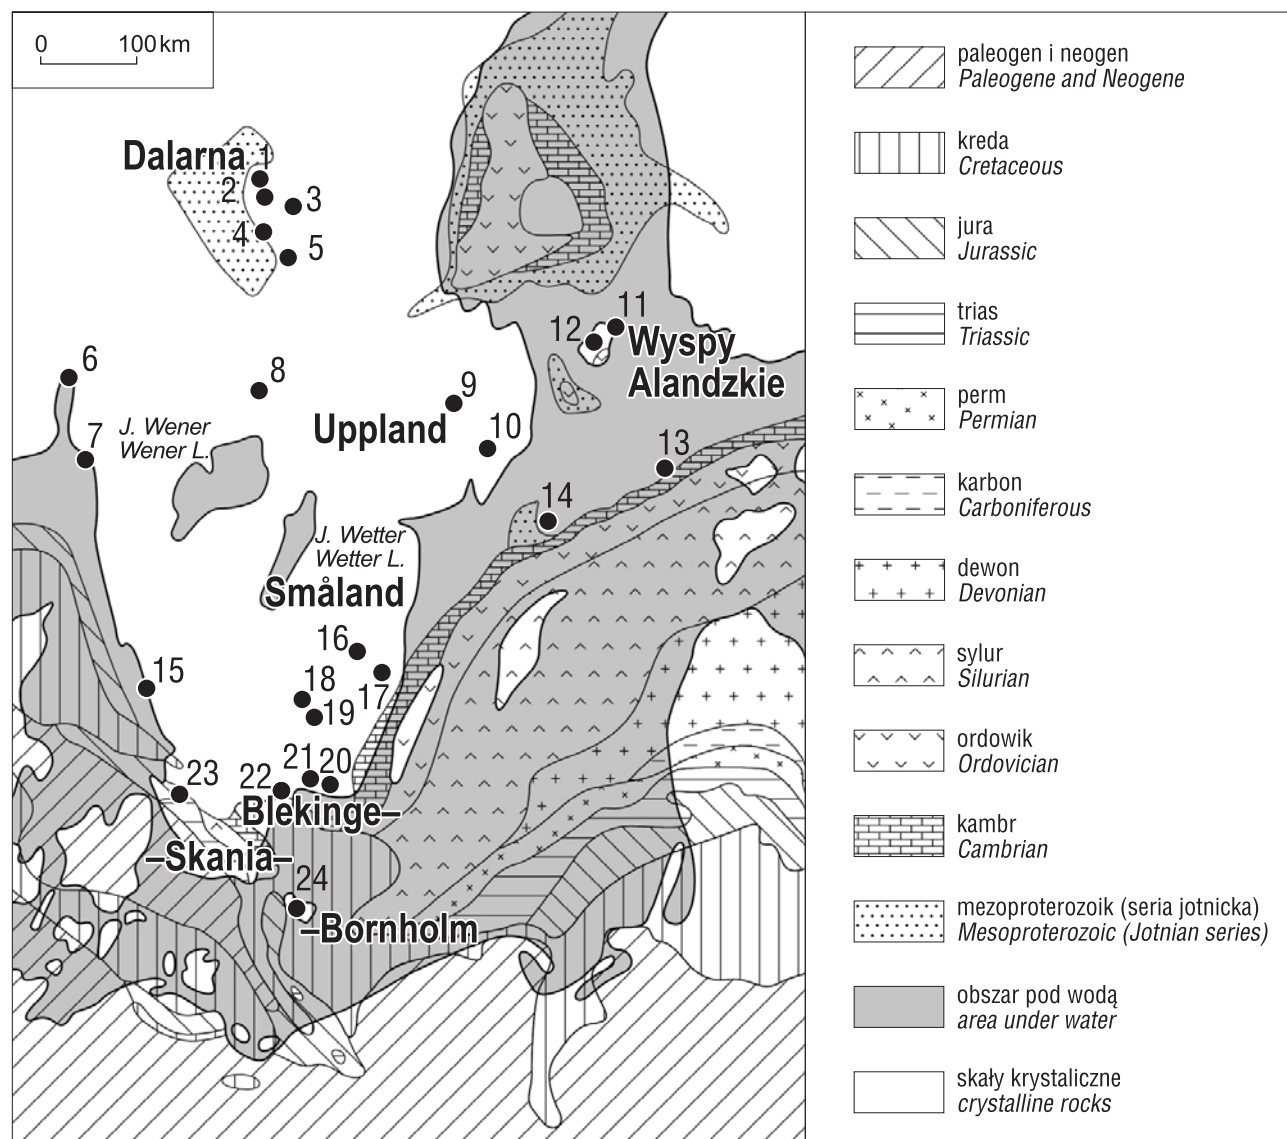 0 100 km
Dalarna
1
2
3
4
5
6
7
8
9
10
11
12
Wyspy
Alandzkie
J. Wener
Wener L.
Uppland
13
14
J. Wetter
Wetter L.
Småland
15
16
17
18
19
20
21
22
23
Blekinge–
–Skania–
24
–Bornholm
paleogen i neogen
Paleogene and Neogene
kreda
Cretaceous
jura
Jurassic
trias
Triassic
perm
Permian
karbon
Carboniferous
dewon
Devonian
sylur
Silurian
ordowik
Ordovician
kambr
Cambrian
mezoproterozoik (seria jotnicka)
Mesoproterozoic (Jotnian series)
obszar pod wodą
area under water
skały krystaliczne
crystalline rocks